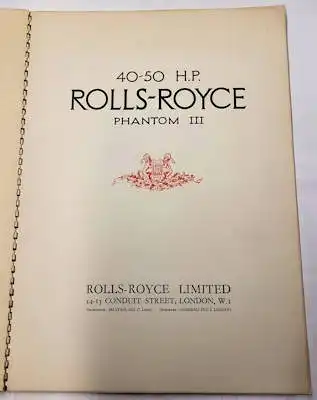 40-50 H.P.
ROLLS-ROYCE
PHANTOM III
ROLLS-ROYCE LIMITED
14-15 CONDUIT STREET, LONDON, W.1